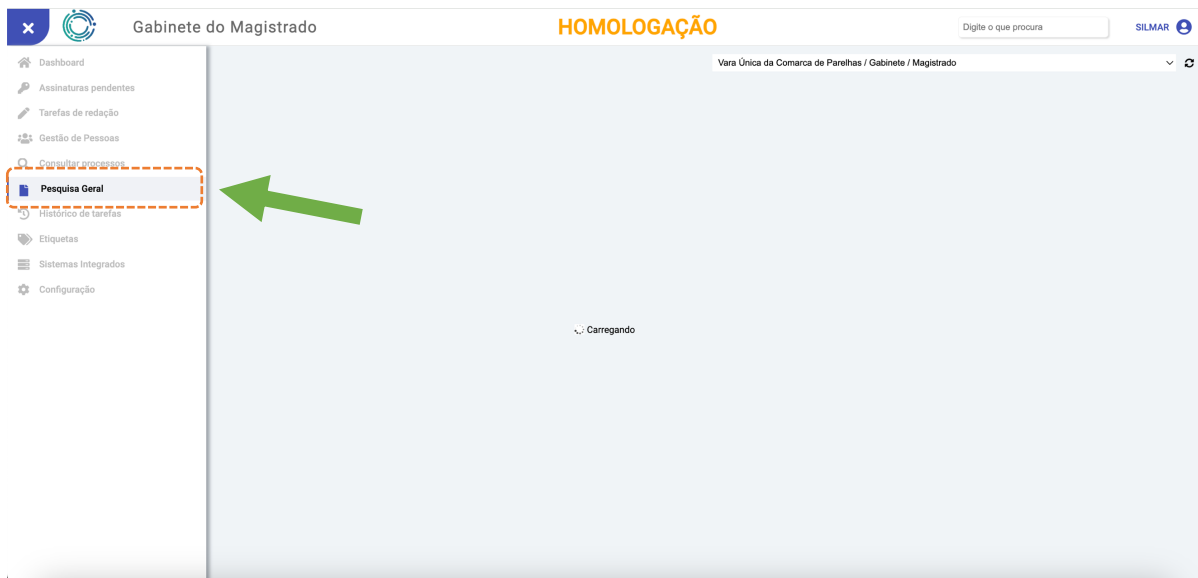 Gabinete do Magistrado
HOMOLOGAÇÃO
Digite o que procura
SILMAR
Vara Única da Comarca de Parelhas / Gabinete / Magistrado
Dashboard
Assinaturas pendentes
Tarefas de redação
Gestão de Pessoas
Consultar processos
Pesquisa Geral
Histórico de tarefas
Etiquetas
Sistemas Integrados
Configuração
Carregando